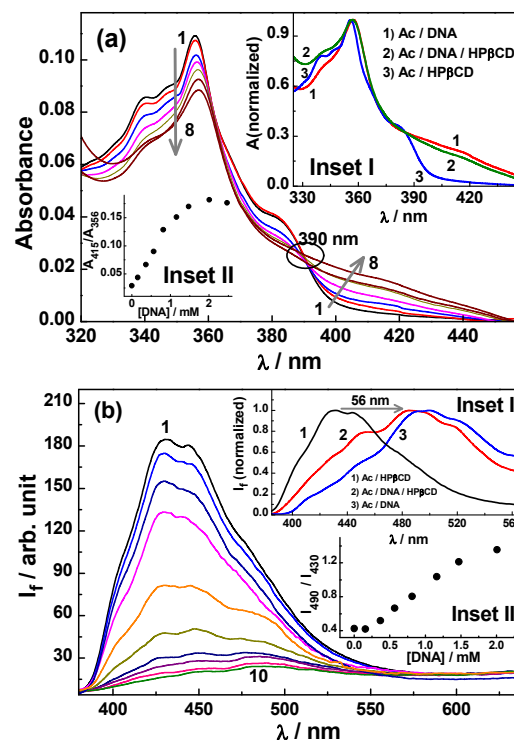 (a)
1
8
390 nm
8
1
Absorbance
0.10
0.08
0.06
0.04
0.02
0.00
320 340 360 380 400 420 440
λ / nm
Inset I
1) Ac / DNA
2) Ac / DNA / HPβCD
3) Ac / HPβCD
A(normalized)
0.9
0.6
0.3
0.0
2
3
1
1
2
3
330 360 390 420
λ / nm
Inset II
A415/A356
0.15
0.10
0.05
0 1 2
[DNA] / mM
(b)
1
10
If / arb. unit
210
180
150
120
90
60
30
400 450 500 550 600
λ / nm
Inset I
56 nm
1
2
3
1) Ac / HPβCD
2) Ac / DNA / HPβCD
3) Ac / DNA
If (normalized)
1.0
0.8
0.6
0.4
0.2
0.0
400 440 480 520
λ / nm
Inset II
I490 / I430
1.2
0.8
0.4
0.0 0.5 1.0 1.5 2.0
[DNA] / mM